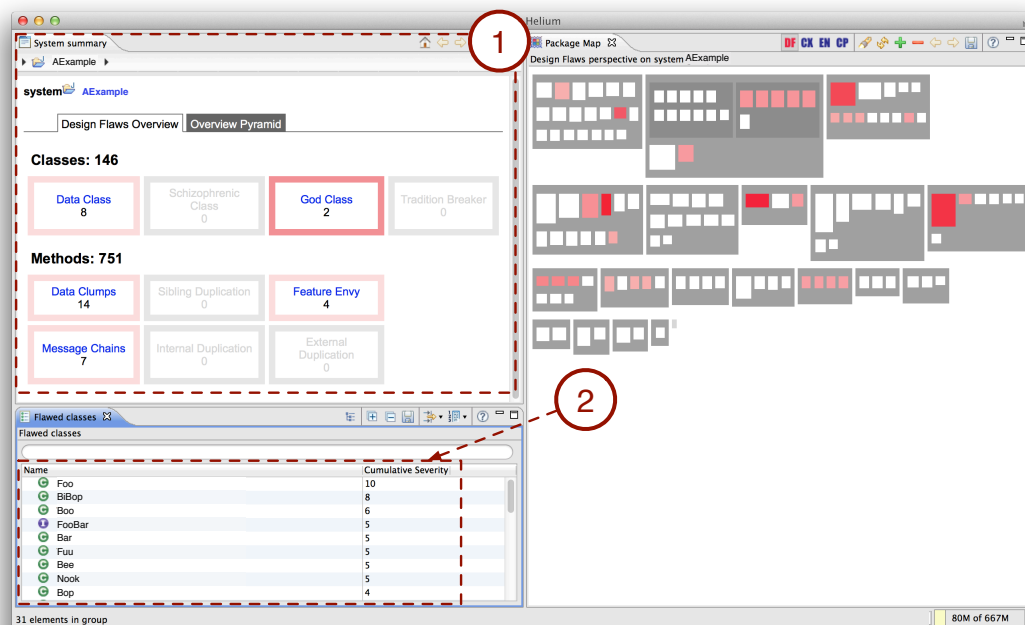 Helium
System summary
1
AExample
system AExample
Design Flaws Overview Overview Pyramid
Classes: 146
Data Class
8
Schizophrenic
Class
0
God Class
2
Tradition Breaker
0
Methods: 751
Data Clumps
14
Sibling Duplication
0
Feature Envy
4
Message Chains
7
Internal Duplication
0
External
Duplication
0
Package Map
DF CX EN CP
Design Flaws perspective on system AExample
2
Flawed classes
Flawed classes
Name Cumulative Severity
Foo 10
BiBop 8
Boo 6
FooBar 5
Bar 5
Fuu 5
Bee 5
Nook 5
Bop 4
31 elements in group
80M of 667M